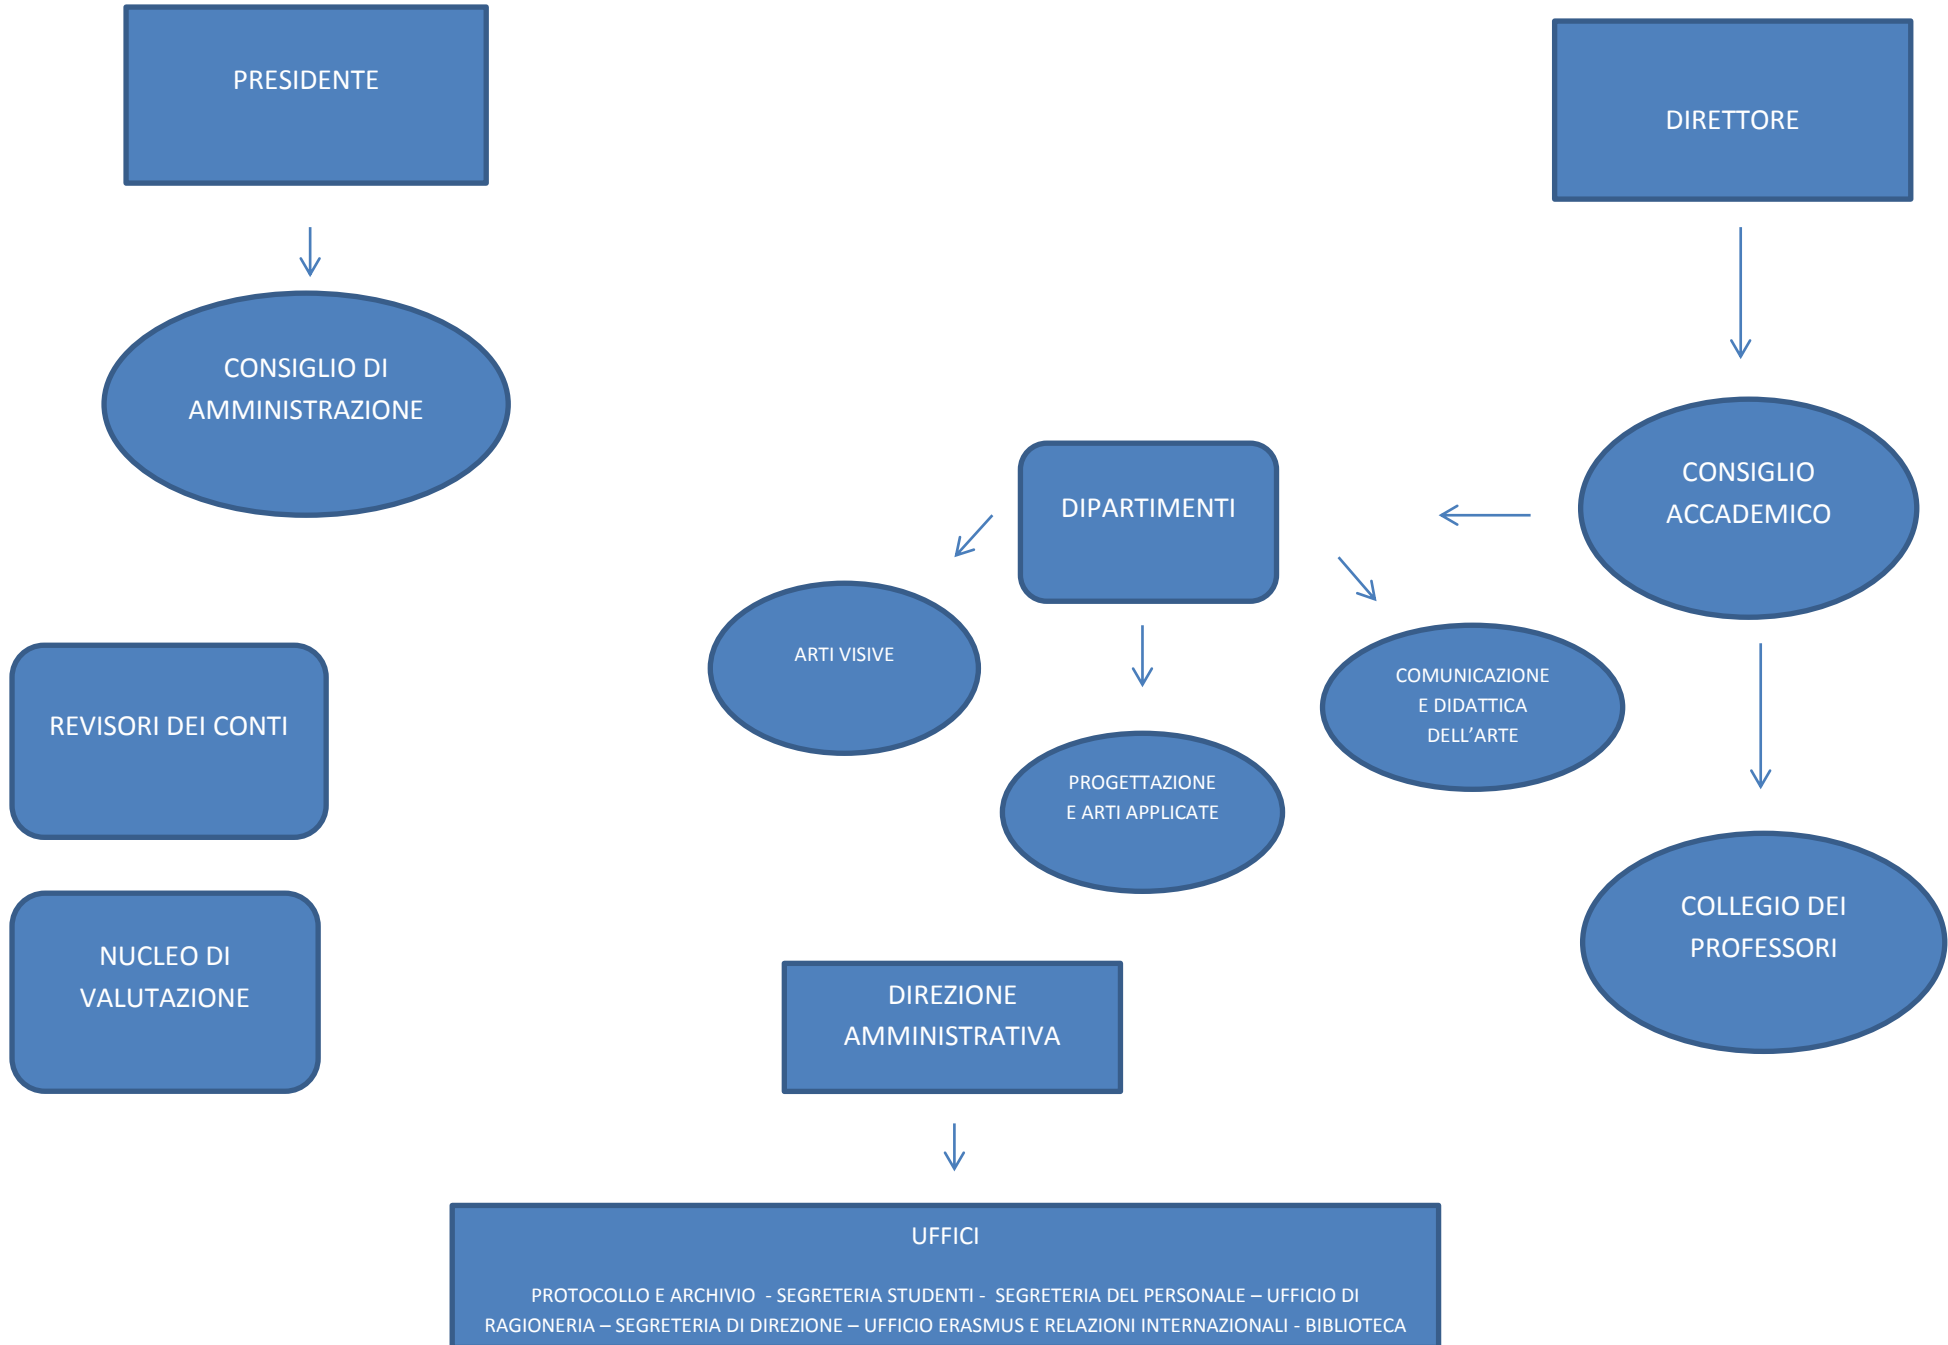 PRESIDENTE
DIRETTORE
CONSIGLIO DI
AMMINISTRAZIONE
CONSIGLIO
ACCADEMICO
DIPARTIMENTI
ARTI VISIVE
COMUNICAZIONE
E DIDATTICA
DELL’ARTE
PROGETTAZIONE
E ARTI APPLICATE
REVISORI DEI CONTI
COLLEGIO DEI
PROFESSORI
NUCLEO DI
VALUTAZIONE
DIREZIONE
AMMINISTRATIVA
UFFICI
PROTOCOLLO E ARCHIVIO - SEGRETERIA STUDENTI - SEGRETERIA DEL PERSONALE – UFFICIO DI
RAGIONERIA – SEGRETERIA DI DIREZIONE – UFFICIO ERASMUS E RELAZIONI INTERNAZIONALI - BIBLIOTECA